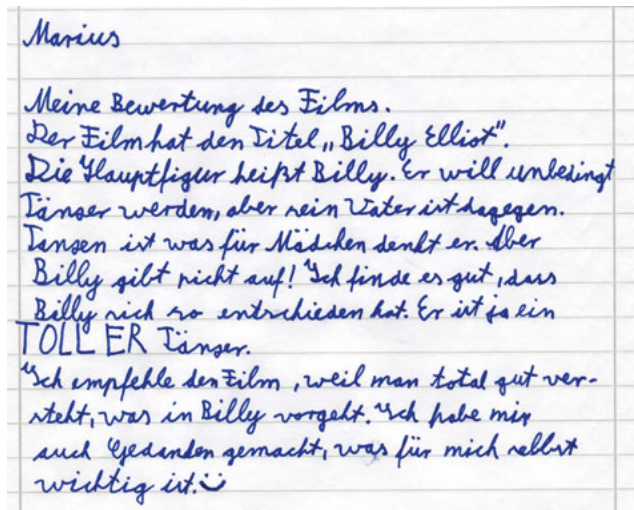 Marius
Meine Bewertung des Films.
Der Film hat den Titel „Billy Elliot".
Die Hauptfigur heißt Billy. Er will unbedingt
Tänzer werden, aber sein Vater ist dagegen.
Tanzen ist was für Mädchen denkt er. Aber
Billy gibt nicht auf! Ich finde es gut, dass
Billy sich so entschieden hat. Er ist ja ein
TOLLER Tänzer.
Ich empfehle den Film, weil man total gut ver-
steht, was in Billy vorgeht. Ich habe mir
auch Gedanken gemacht, was für mich selbst
wichtig ist.